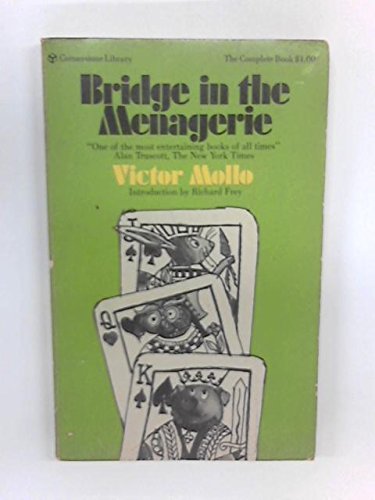 Cornerstone Library
The Complete Book $1.00
Bridge in the
Menagerie
"One of the most entertaining books of all times"
Alan Truscott, The New York Times
Victor Mollo
Introduction by Richard Frey
J
Q
K